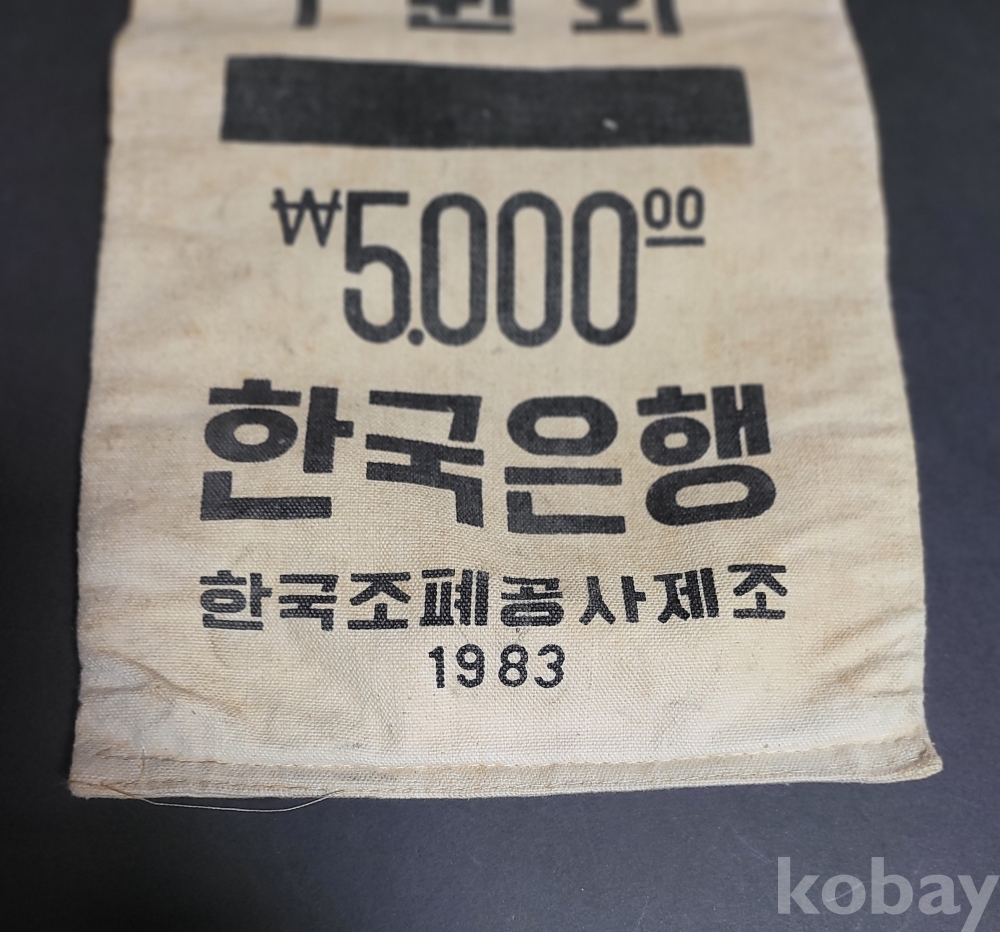 ₩5.000⁰⁰
한국은행
한국조폐공사제조
1983
kobay